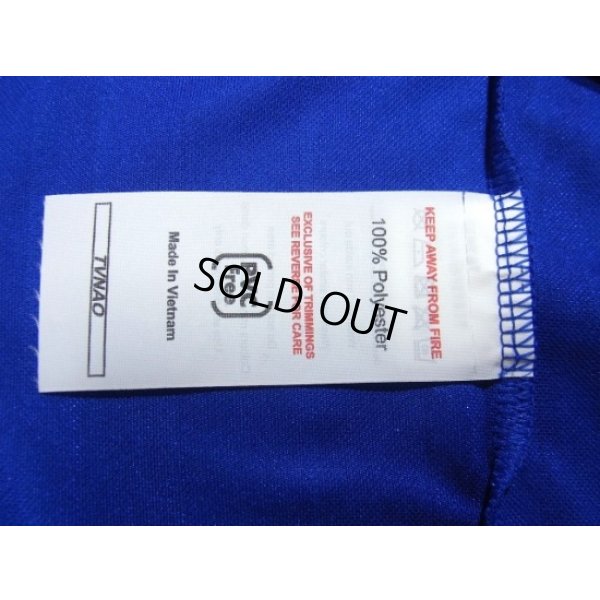 KEEP AWAY FROM FIRE
100% Polyester
EXCLUSIVE OF TRIMMINGS
SEE REVERSE FOR CARE
Free
Made In Vietnam
TVNAO
SOLD OUT